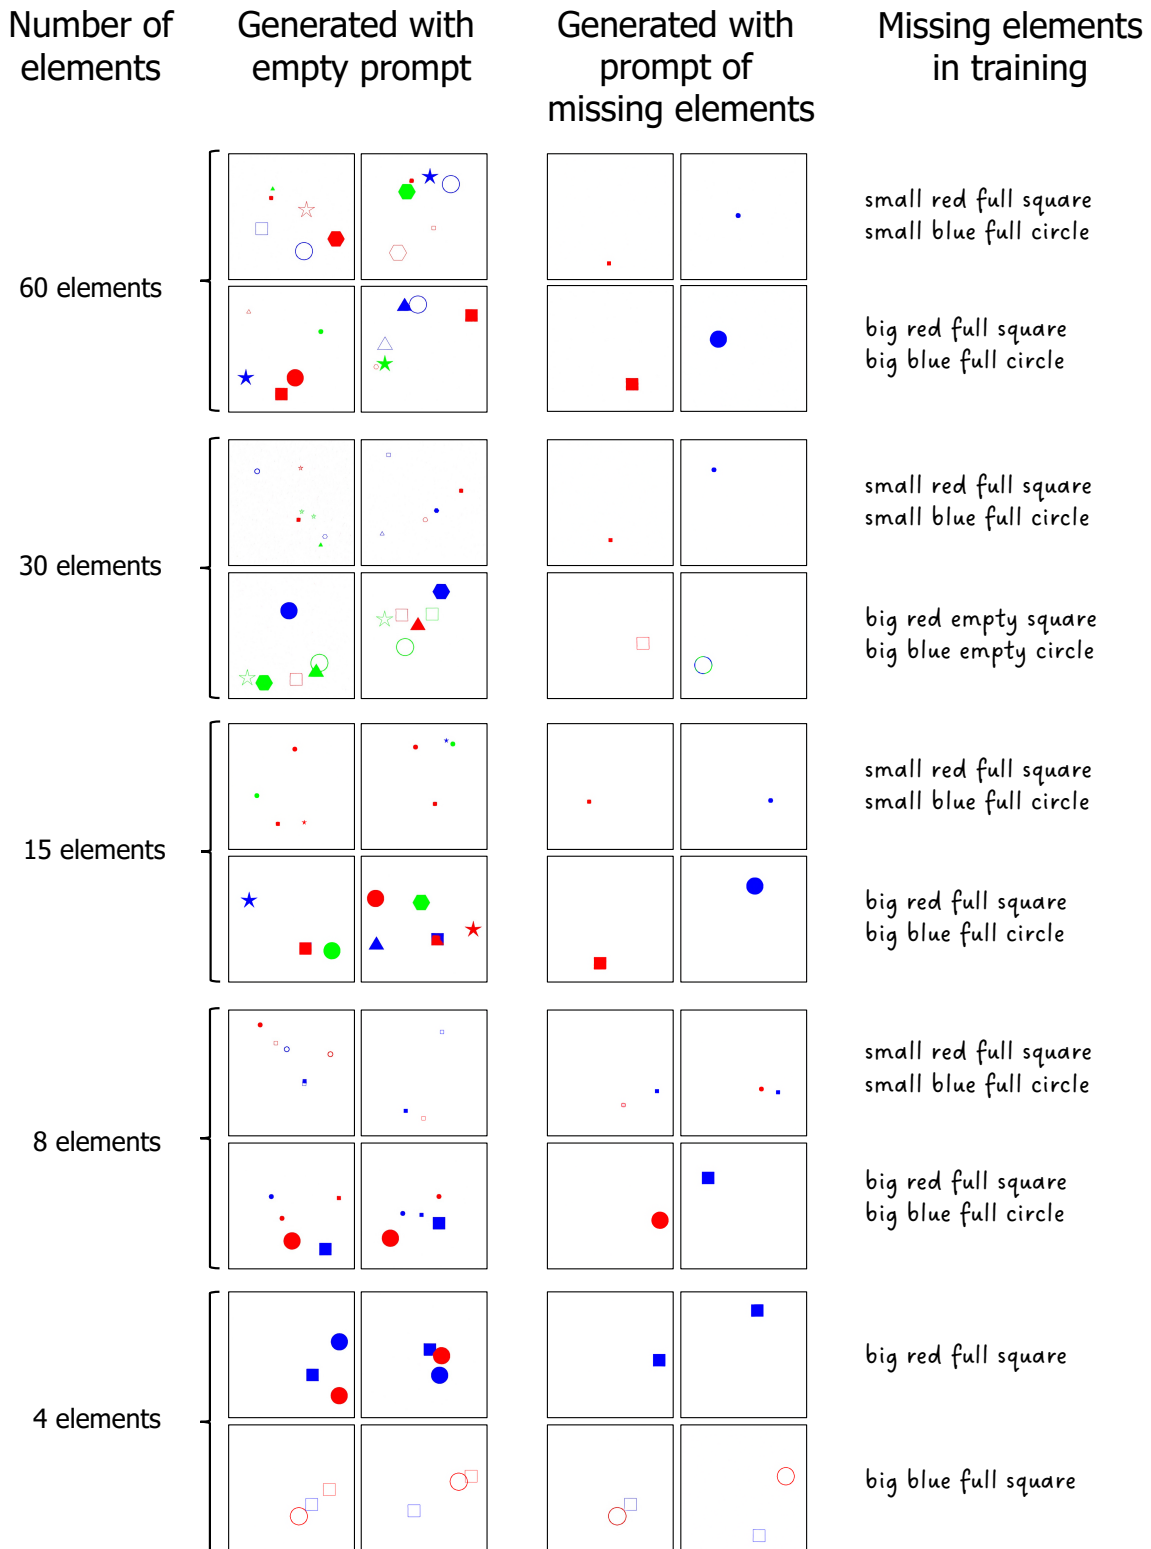 Number of
elements
Generated with
empty prompt
Generated with
prompt of
missing elements
Missing elements
in training
60 elements
small red full square
small blue full circle
big red full square
big blue full circle
30 elements
small red full square
small blue full circle
big red empty square
big blue empty circle
15 elements
small red full square
small blue full circle
big red full square
big blue full circle
8 elements
small red full square
small blue full circle
big red full square
big blue full circle
4 elements
big red full square
big blue full square